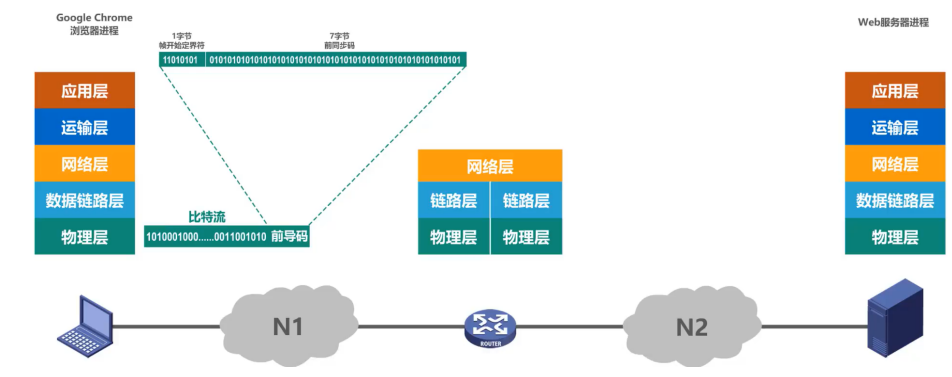 Google Chrome
浏览器进程
Web服务器进程
1字节
帧开始定界符
7字节
前同步码
11010101
01010101010101010101010101010101010101010101010101010101
应用层
运输层
网络层
数据链路层
物理层
比特流
1010001000......0011001010 前导码
网络层
链路层 链路层
物理层 物理层
应用层
运输层
网络层
数据链路层
物理层
N1
ROUTER
N2